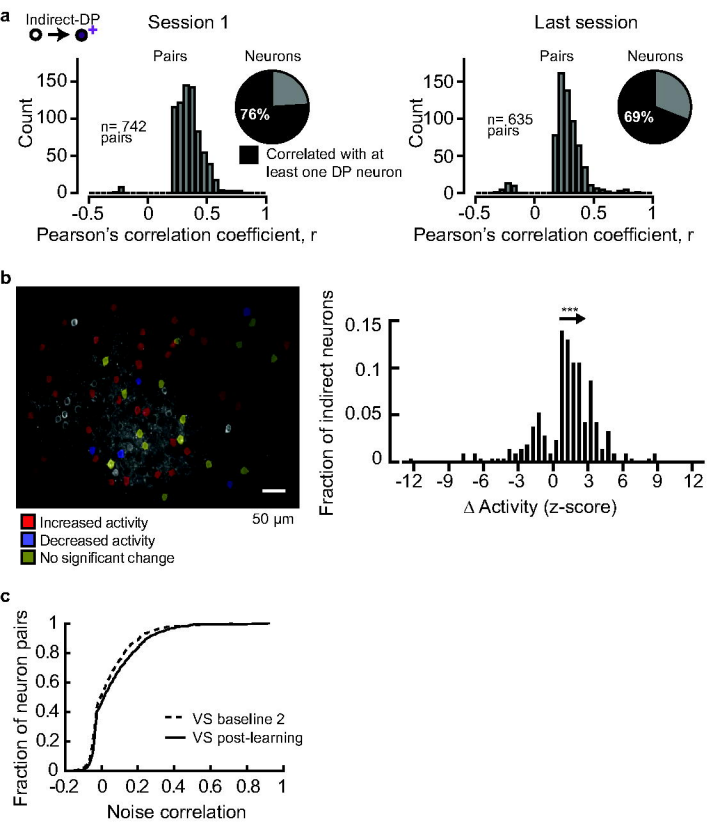 a
Indirect-DP
+
Session 1
Last session
Pairs
Neurons
150
100
50
0
Count
n= 742
pairs
76%
Correlated with at
least one DP neuron
-0.5 0 0.5 1
Pearson's correlation coefficient, r
Pairs
Neurons
150
100
50
0
Count
n= 635
pairs
69%
-0.5 0 0.5 1
Pearson's correlation coefficient, r
b
50 µm
Increased activity
Decreased activity
No significant change
Fraction of indirect neurons
0.15
0.1
0.05
0
***
-12 -9 -6 -3 0 3 6 9 12
Δ Activity (z-score)
c
Fraction of neuron pairs
1
0.8
0.6
0.4
0.2
0
VS baseline 2
VS post-learning
-0.2 0 0.2 0.4 0.6 0.8 1
Noise correlation